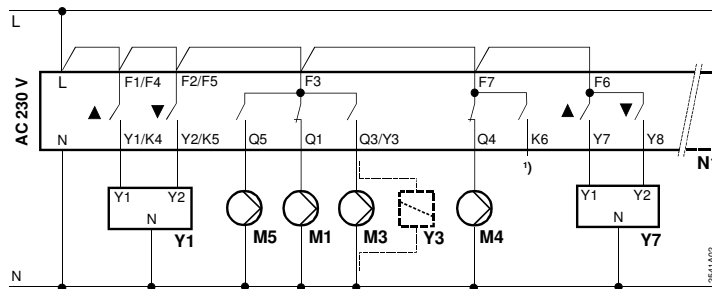 L
AC 230 V
L F1/F4 F2/F5 F3 F7 F6
▲ ▼ ▲ ▼
N Y1/K4 Y2/K5 Q5 Q1 Q3/Y3 Q4 K6 Y7 Y8
1)
N1
Y1 Y2 Y1 Y2
N N
Y1 M5 M1 M3 Y3 M4 Y7
N
2541A02